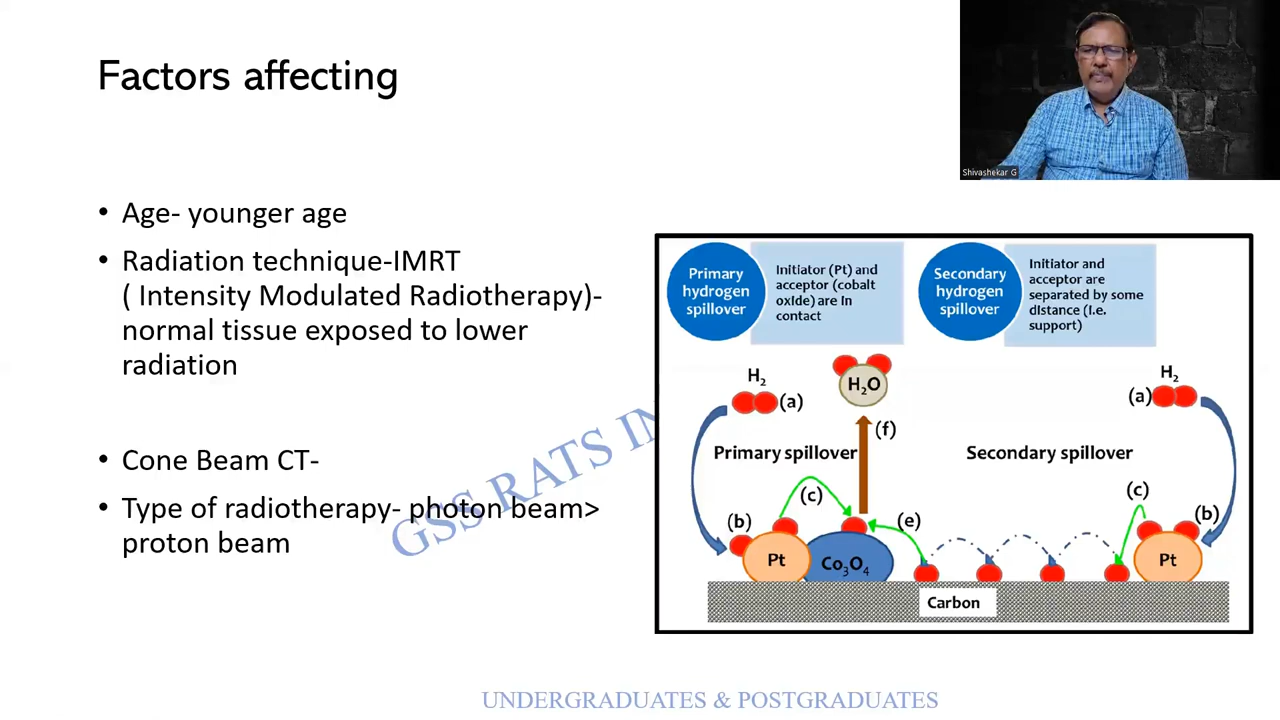 Factors affecting
• Age- younger age
• Radiation technique-IMRT
( Intensity Modulated Radiotherapy)-
normal tissue exposed to lower
radiation
• Cone Beam CT-
• Type of radiotherapy- photon beam>
proton beam
GSS RATS IN
UNDERGRADUATES & POSTGRADUATES
Shivashekar G
Primary
hydrogen
spillover
Initiator (Pt) and
acceptor (cobalt
oxide) are in
contact
Secondary
hydrogen
spillover
Initiator and
acceptor are
separated by some
distance (i.e.
support)
H2
(a)
H2O
(f)
H2
(a)
Primary spillover
Secondary spillover
(c)
(b)
(e)
(c)
(b)
Pt
Co3O4
Pt
Carbon